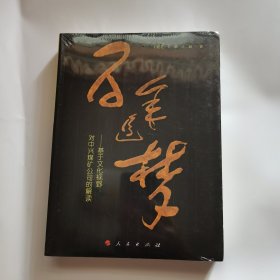 百年追梦
——基于文化视野
对中兴煤矿公司的解读
人民出版社